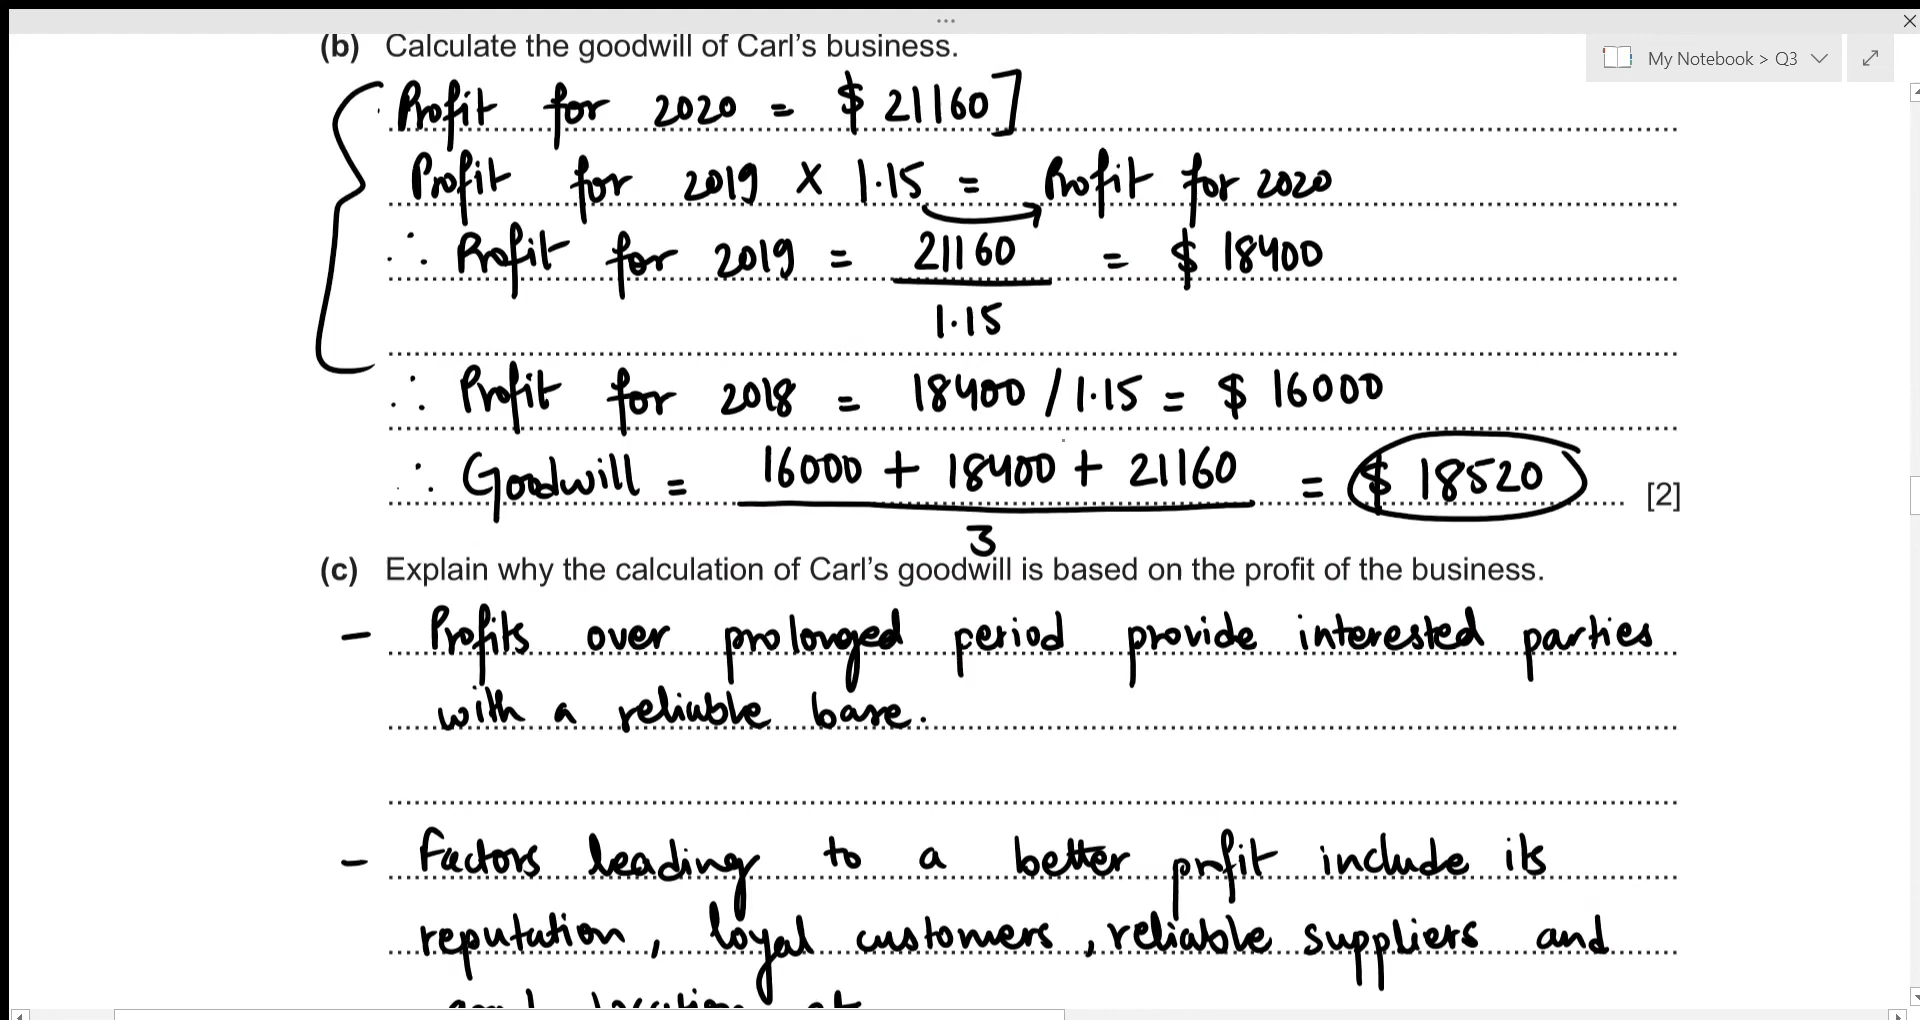 (b) Calculate the goodwill of Carl's business.
My Notebook > Q3
Profit for 2020 = $ 21160]
Profit for 2019 × 1.15 = Profit for 2020
∴ Profit for 2019 = 21160 = $ 18400
1.15
∴ Profit for 2018 = 18400 / 1.15 = $ 16000
∴ Goodwill = 16000 + 18400 + 21160 = $ 18520 [2]
3
(c) Explain why the calculation of Carl's goodwill is based on the profit of the business.
– Profits over prolonged period provide interested parties
with a reliable base.
– Factors leading to a better profit include its
reputation, loyal customers, reliable suppliers and